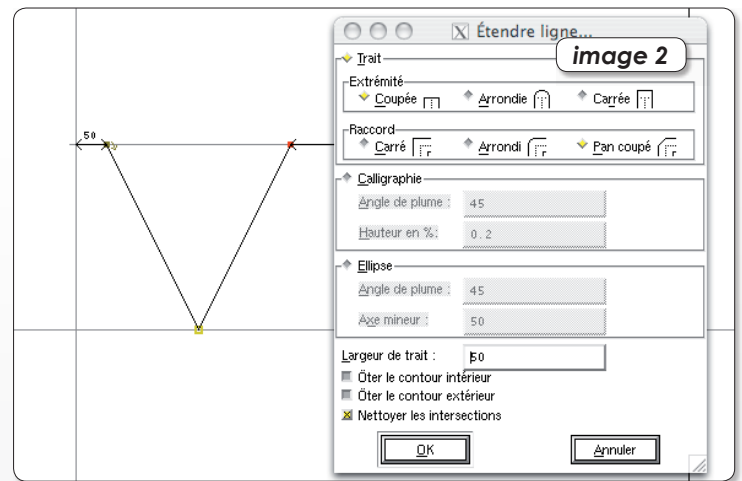 Étendre ligne...
image 2
Trait
Extrémité
Coupée Arrondie Carrée
Raccord
Carré Arrondi Pan coupé
Calligraphie
Angle de plume : 45
Hauteur en %: 0.2
Ellipse
Angle de plume : 45
Axe mineur : 50
Largeur de trait : 50
Ôter le contour intérieur
Ôter le contour extérieur
Nettoyer les intersections
OK Annuler
50